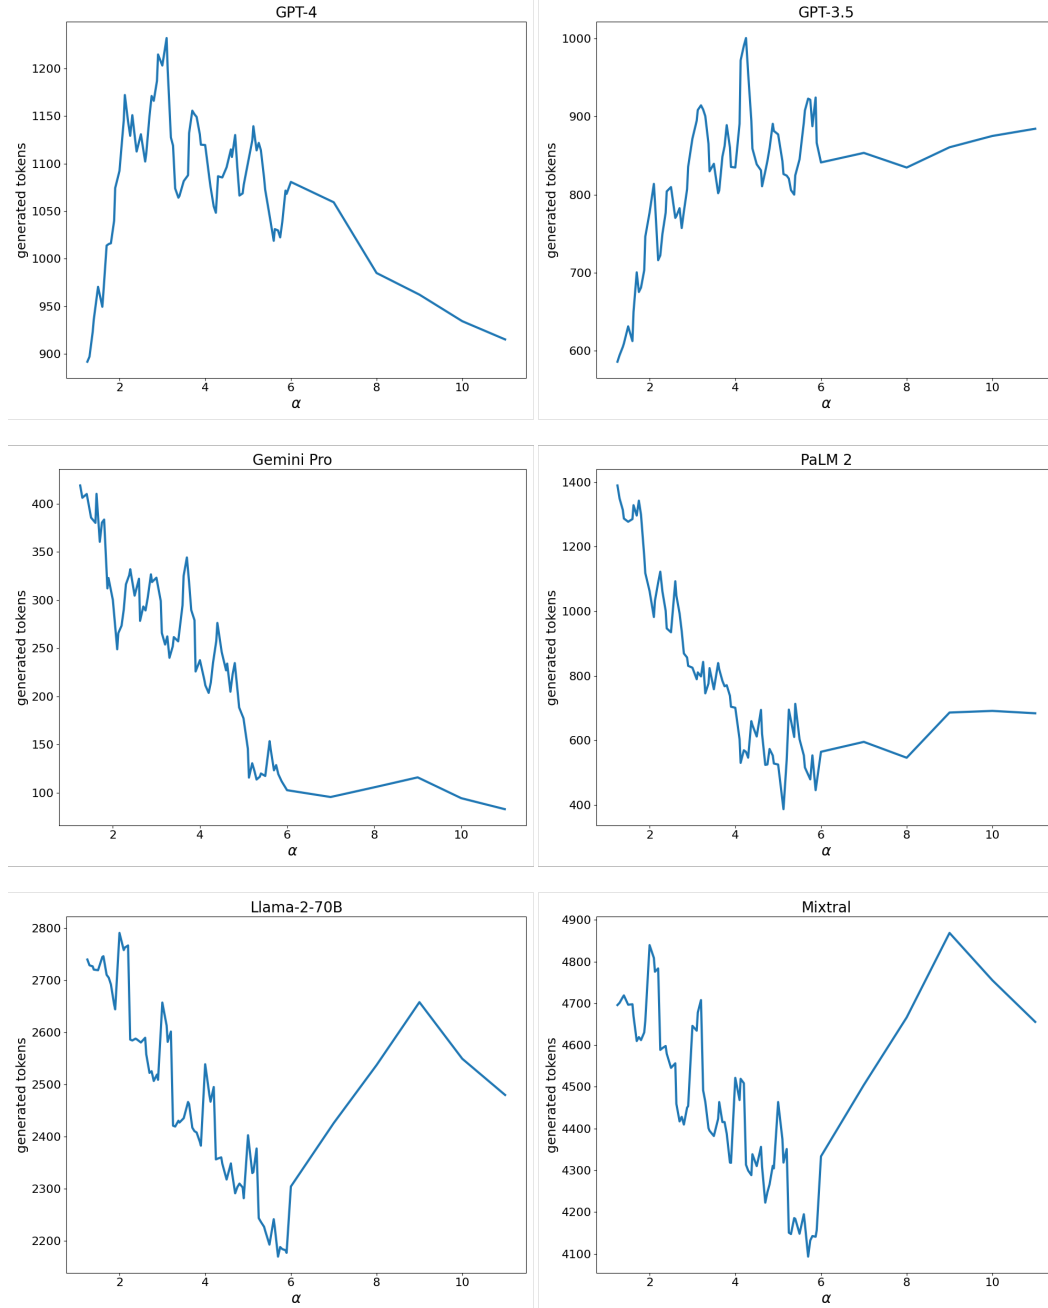 GPT-4
generated tokens
1200
1150
1100
1050
1000
950
900
2 4 6 8 10
α
GPT-3.5
generated tokens
1000
900
800
700
600
2 4 6 8 10
α
Gemini Pro
generated tokens
400
350
300
250
200
150
100
2 4 6 8 10
α
PaLM 2
generated tokens
1400
1200
1000
800
600
400
2 4 6 8 10
α
Llama-2-70B
generated tokens
2800
2700
2600
2500
2400
2300
2200
2 4 6 8 10
α
Mixtral
generated tokens
4900
4800
4700
4600
4500
4400
4300
4200
4100
2 4 6 8 10
α